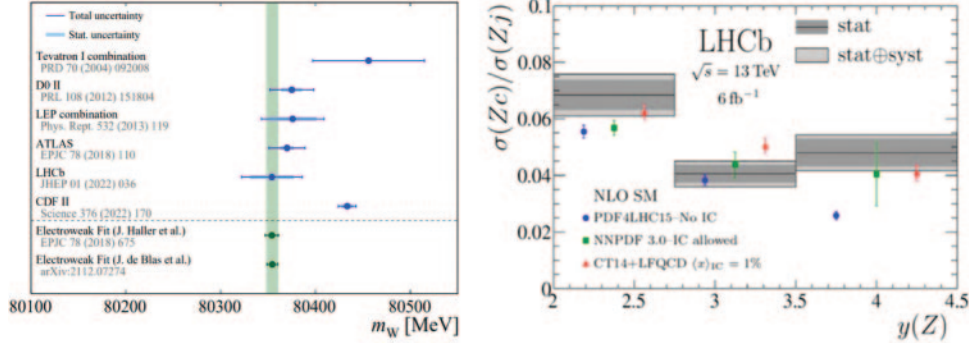 Total uncertainty
Stat. uncertainty
Tevatron I combination
PRD 70 (2004) 092008
D0 II
PRL 108 (2012) 151804
LEP combination
Phys. Rept. 532 (2013) 119
ATLAS
EPJC 78 (2018) 110
LHCb
JHEP 01 (2022) 036
CDF II
Science 376 (2022) 170
Electroweak Fit (J. Haller et al.)
EPJC 78 (2018) 675
Electroweak Fit (J. de Blas et al.)
arXiv:2112.07274
80100 80200 80300 80400 80500
m_W [MeV]
σ(Zc)/σ(Zj)
0.1
0.08
0.06
0.04
0.02
0
LHCb
√s = 13 TeV
6 fb⁻¹
stat
stat⊕syst
NLO SM
PDF4LHC15–No IC
NNPDF 3.0–IC allowed
CT14+LFQCD ⟨x⟩IC = 1%
2 2.5 3 3.5 4 4.5
y(Z)